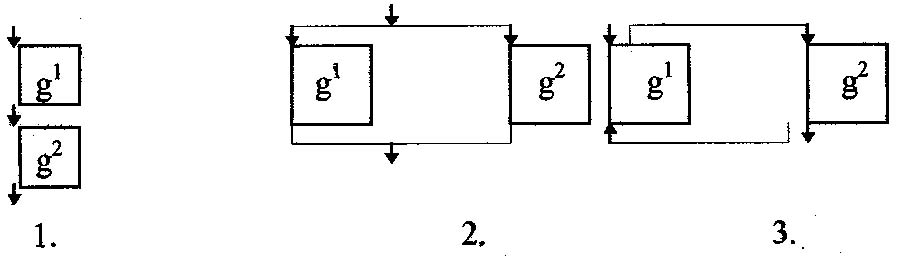 g¹ g² g¹ g²
g¹
g²
1. 2. 3.